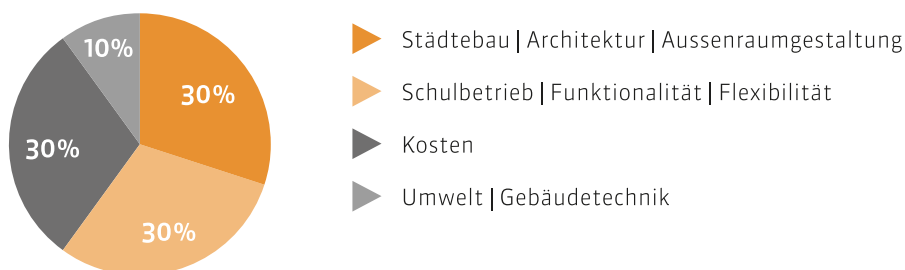 10%
30%
30%
30%
Städtebau | Architektur | Aussenraumgestaltung
Schulbetrieb | Funktionalität | Flexibilität
Kosten
Umwelt | Gebäudetechnik